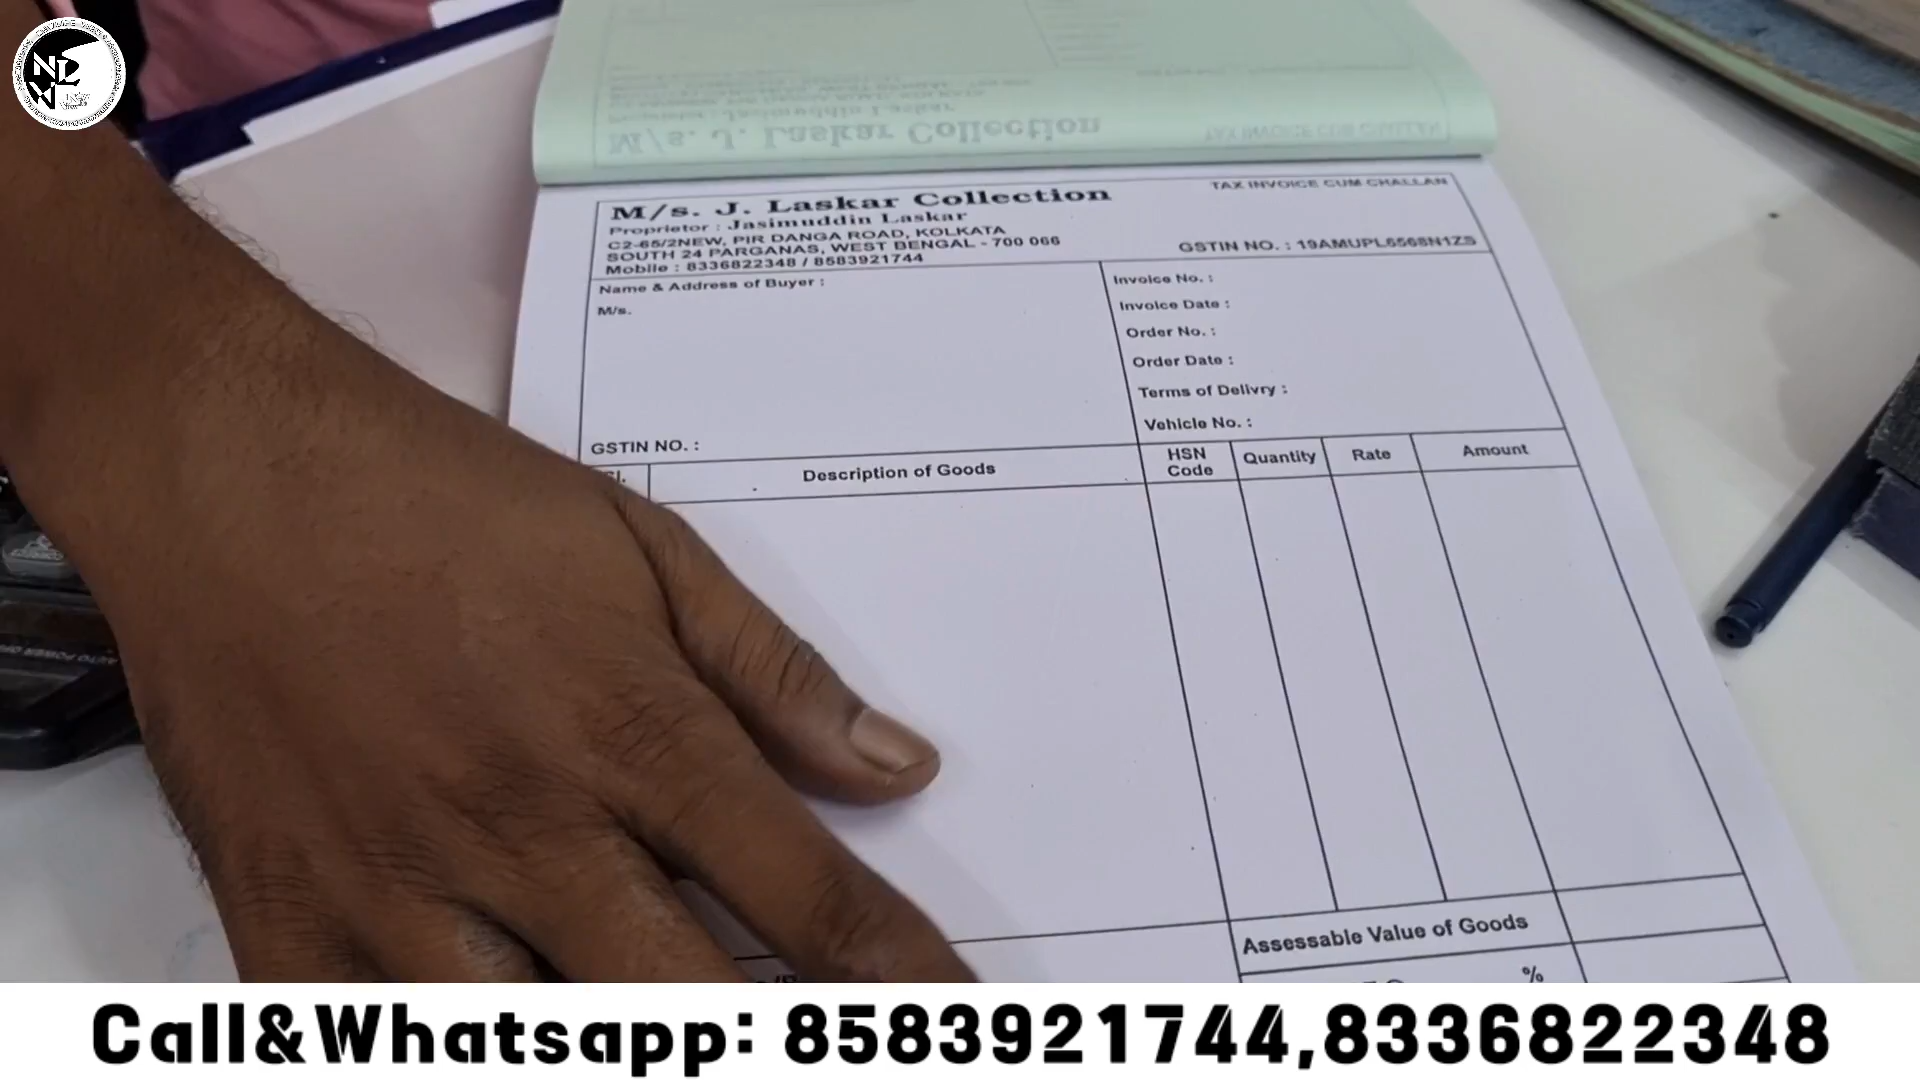 NL
TAX INVOICE CUM CHALLAN
M/s. J. Laskar Collection
Proprietor : Jasimuddin Laskar
C2-65/2NEW, PIR DANGA ROAD, KOLKATA
SOUTH 24 PARGANAS, WEST BENGAL - 700 066
Mobile : 8336822348 / 8583921744
GSTIN NO. : 19AMUPL6568N1ZS
Name & Address of Buyer :
M/s.
GSTIN NO. :
Invoice No. :
Invoice Date :
Order No. :
Order Date :
Terms of Delivry :
Vehicle No. :
Description of Goods
HSN Code
Quantity
Rate
Amount
Assessable Value of Goods
%
AUTO POWER
Call&Whatsapp: 8583921744,8336822348